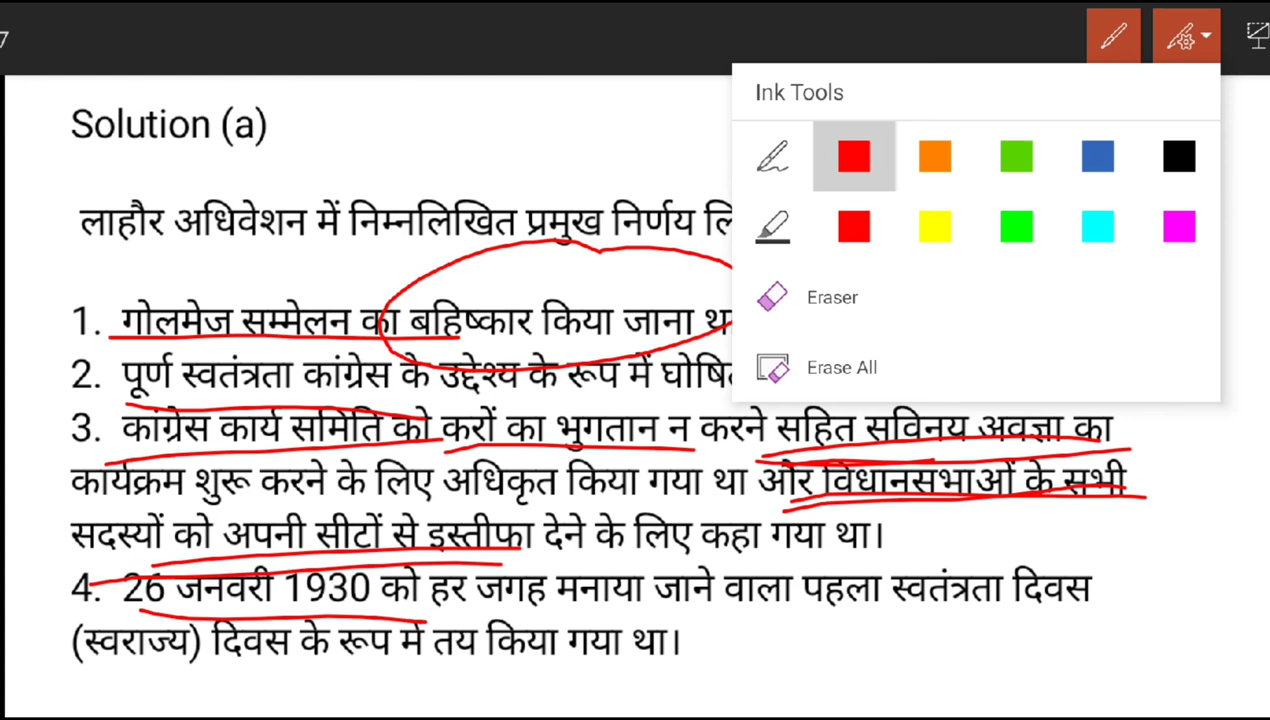 7
Ink Tools
Solution (a)
लाहौर अधिवेशन में निम्नलिखित प्रमुख निर्णय
Eraser
1. गोलमेज सम्मेलन का बहिष्कार किया जाना
Erase All
2. पूर्ण स्वतंत्रता कांग्रेस के उद्देश्य के रूप में
3. कांग्रेस कार्य समिति को करों का भुगतान न करने सहित सविनय अवज्ञा का
कार्यक्रम शुरू करने के लिए अधिकृत किया गया था और विधानसभाओं के सभी
सदस्यों को अपनी सीटों से इस्तीफा देने के लिए कहा गया था।
4. 26 जनवरी 1930 को हर जगह मनाया जाने वाला पहला स्वतंत्रता दिवस
(स्वराज्य) दिवस के रूप मे तय किया गया था।